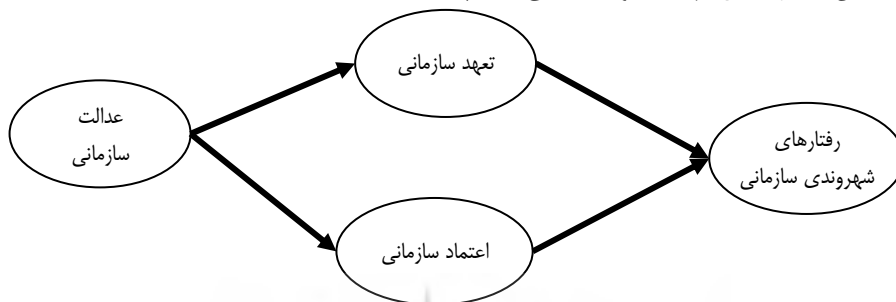 تعهد سازمانی
عدالت
سازمانی
رفتارهای
شهروندی سازمانی
اعتماد سازمانی